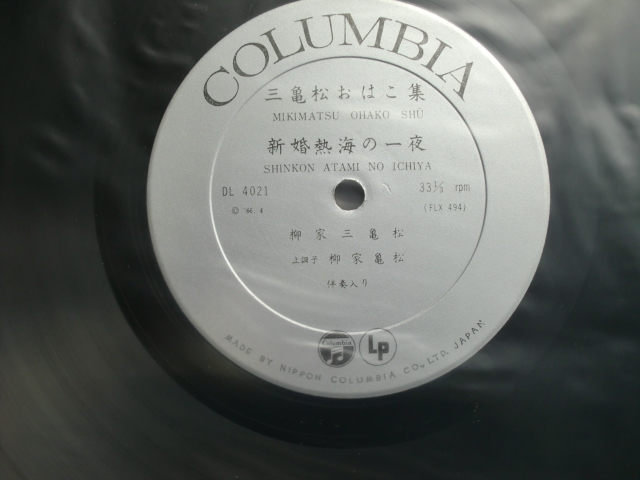 COLUMBIA
三亀松おはこ集
MIKIMATSU OHAKO SHŪ
新婚熱海の一夜
SHINKON ATAMI NO ICHIYA
DL 4021
33⅓ rpm
Ⓒ '66.
(FLX 494)
柳家三亀松
上調子 柳家亀松
伴奏入り
Columbia
LP
MADE BY NIPPON COLUMBIA CO., LTD. JAPAN